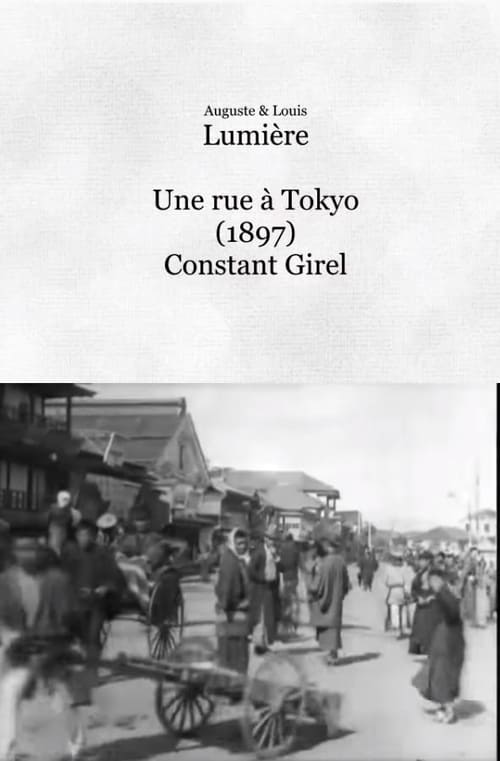 Auguste & Louis
Lumière
Une rue à Tokyo
(1897)
Constant Girel